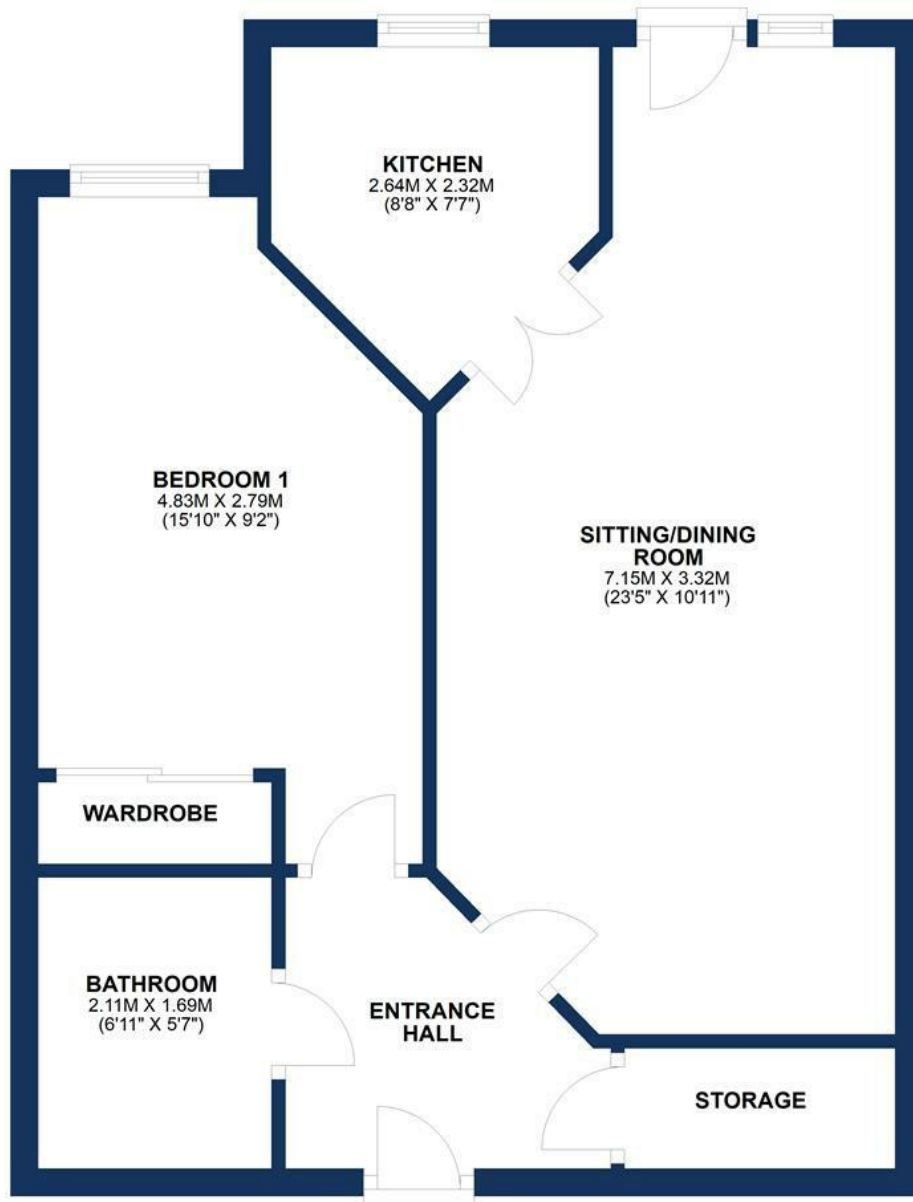 KITCHEN
2.64M X 2.32M
(8'8" X 7'7")
BEDROOM 1
4.83M X 2.79M
(15'10" X 9'2")
SITTING/DINING
ROOM
7.15M X 3.32M
(23'5" X 10'11")
WARDROBE
BATHROOM
2.11M X 1.69M
(6'11" X 5'7")
ENTRANCE
HALL
STORAGE